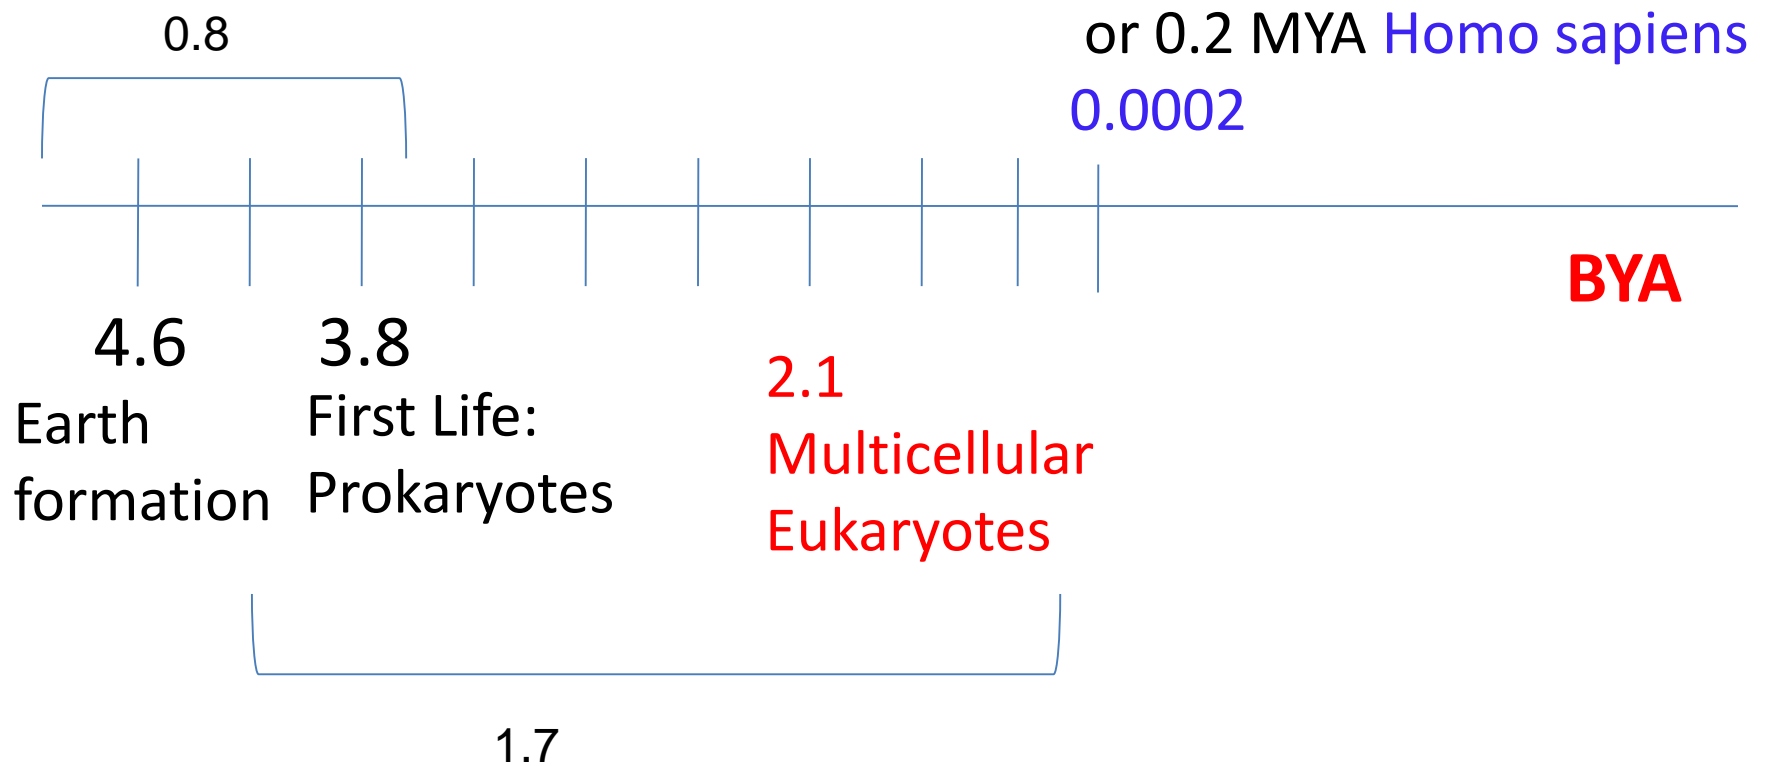 0.8
or 0.2 MYA Homo sapiens
0.0002
BYA
4.6
Earth
formation
3.8
First Life:
Prokaryotes
2.1
Multicellular
Eukaryotes
1.7